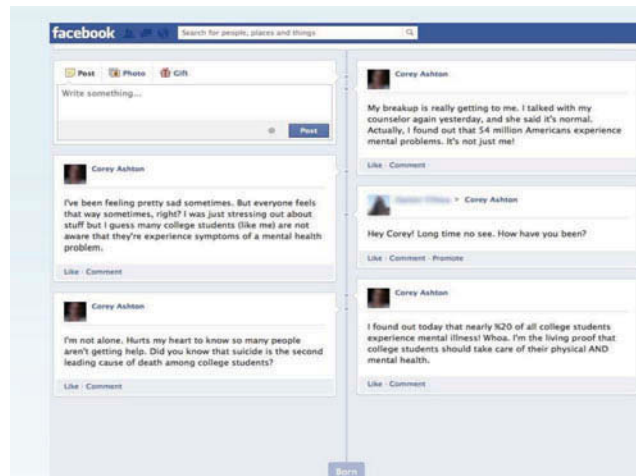 facebook
Search for people, places and things
Post Photo Gift
Write something...
Post
Corey Ashton
I've been feeling pretty sad sometimes. But everyone feels
that way sometimes, right? I was just stressing out about
stuff but I guess many college students (like me) are not
aware that they're experience symptoms of a mental health
problem.
Like · Comment
Corey Ashton
I'm not alone. Hurts my heart to know so many people
aren't getting help. Did you know that suicide is the second
leading cause of death among college students?
Like · Comment
Corey Ashton
My breakup is really getting to me. I talked with my
counselor again yesterday, and she said it's normal.
Actually, I found out that 54 million Americans experience
mental problems. It's not just me!
Like · Comment
Corey Ashton
Hey Corey! Long time no see. How have you been?
Like · Comment · Promote
Corey Ashton
I found out today that nearly %20 of all college students
experience mental illness! Whoa. I'm the living proof that
college students should take care of their physical AND
mental health.
Like · Comment
Born